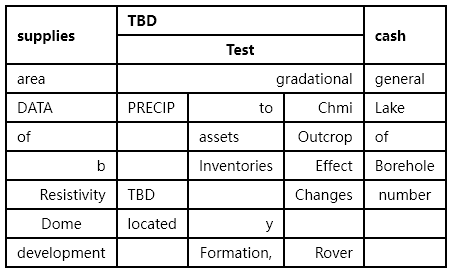 supplies TBD cash
Test
area gradational general
DATA PRECIP to Chmi Lake
of assets Outcrop of
b Inventories Effect Borehole
Resistivity TBD Changes number
Dome located y
development Formation, Rover